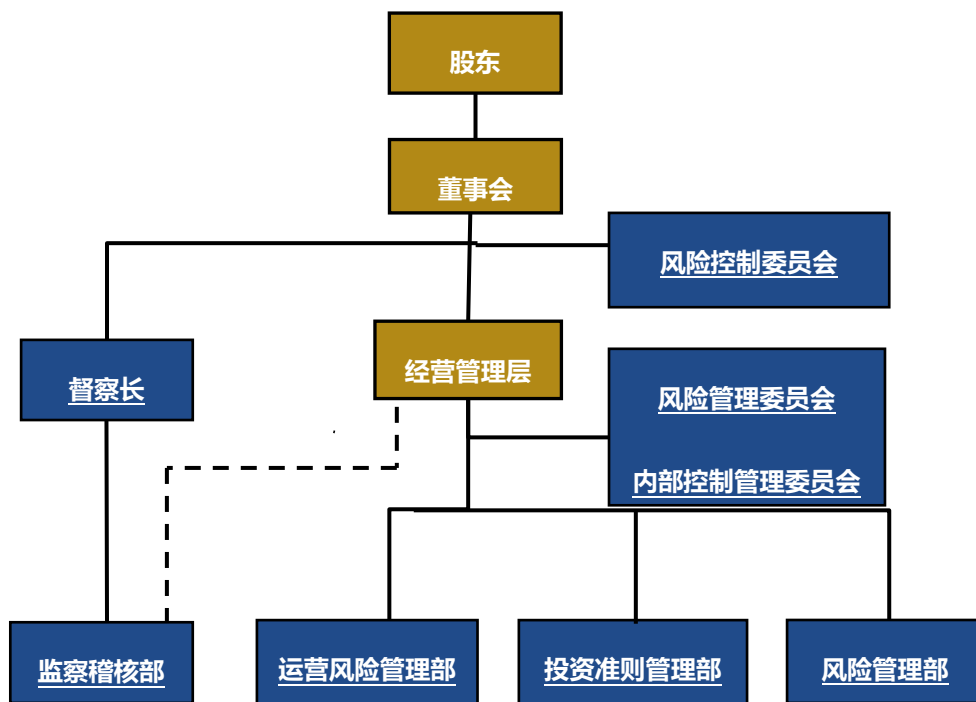 股东
董事会
风险控制委员会
督察长
经营管理层
风险管理委员会
内部控制管理委员会
监察稽核部
运营风险管理部
投资准则管理部
风险管理部